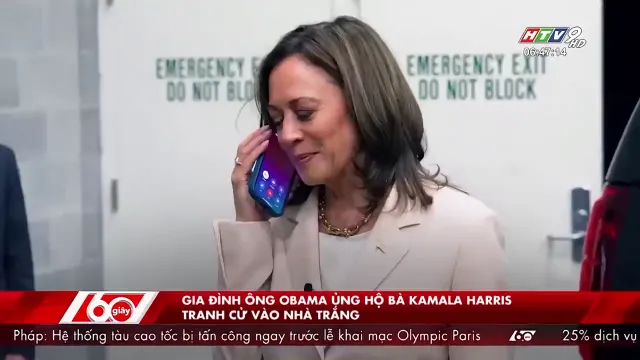 HTV9 HD
06:47:14
EMERGENCY EXIT
DO NOT BLOCK
EMERGENCY EXIT
DO NOT BLOCK
60 giây
GIA ĐÌNH ÔNG OBAMA ỦNG HỘ BÀ KAMALA HARRIS
TRANH CỬ VÀO NHÀ TRẮNG
Pháp: Hệ thống tàu cao tốc bị tấn công ngay trước lễ khai mạc Olympic Paris 60 25% dịch vụ